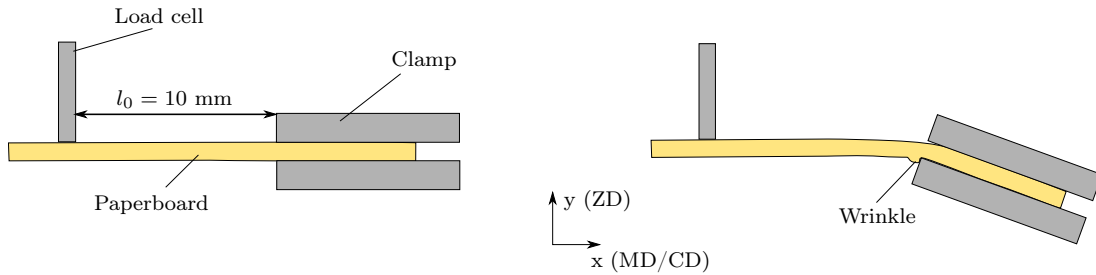 Load cell
Clamp
l₀ = 10 mm
Paperboard
y (ZD)
Wrinkle
x (MD/CD)